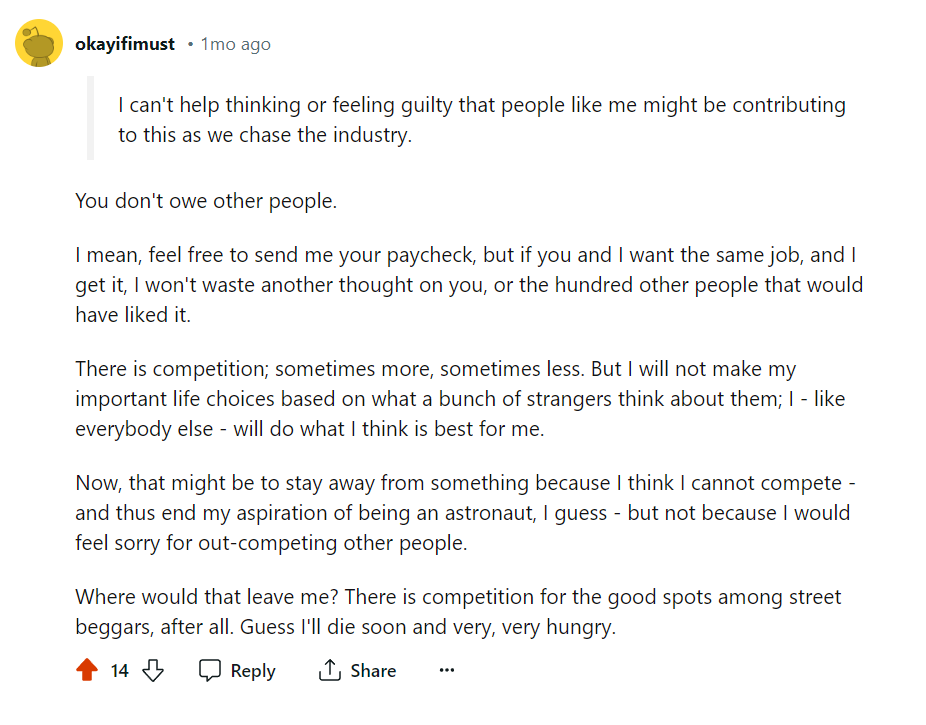 okayifimust • 1mo ago
I can't help thinking or feeling guilty that people like me might be contributing
to this as we chase the industry.
You don't owe other people.
I mean, feel free to send me your paycheck, but if you and I want the same job, and I
get it, I won't waste another thought on you, or the hundred other people that would
have liked it.
There is competition; sometimes more, sometimes less. But I will not make my
important life choices based on what a bunch of strangers think about them; I - like
everybody else - will do what I think is best for me.
Now, that might be to stay away from something because I think I cannot compete -
and thus end my aspiration of being an astronaut, I guess - but not because I would
feel sorry for out-competing other people.
Where would that leave me? There is competition for the good spots among street
beggars, after all. Guess I'll die soon and very, very hungry.
14 Reply Share ···